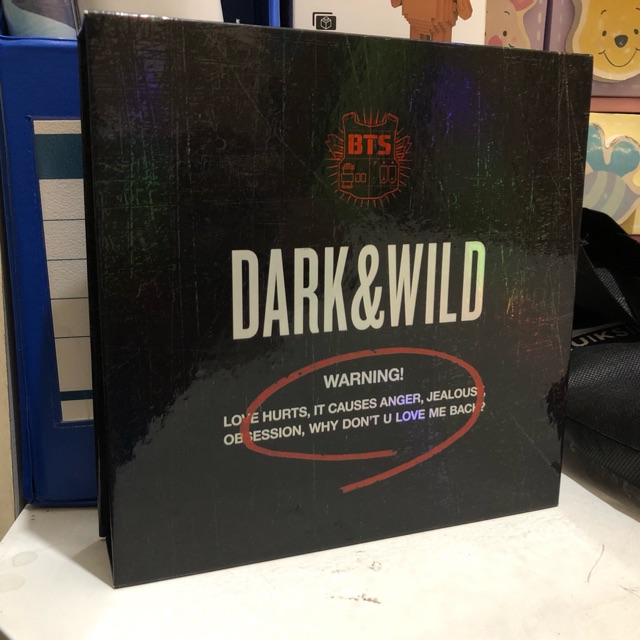 BTS
DARK&WILD
WARNING!
LOVE HURTS, IT CAUSES ANGER, JEALOUSY,
OBSESSION, WHY DON'T U LOVE ME BACK?